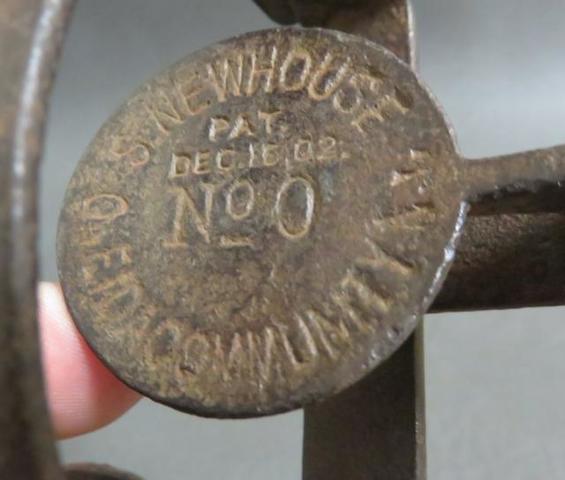 S. NEWHOUSE
PAT.
DEC. 16, 02.
No 0
ONEIDA COMMUNITY N.Y.